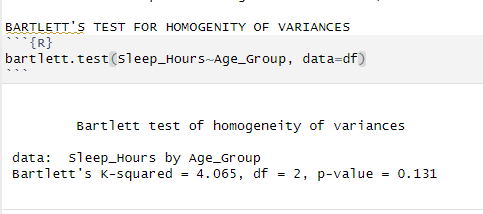 BARTLETT'S TEST FOR HOMOGENITY OF VARIANCES
```{R}
bartlett.test(Sleep_Hours~Age_Group, data=df)
```
Bartlett test of homogeneity of variances
data:  Sleep_Hours by Age_Group
Bartlett's K-squared = 4.065, df = 2, p-value = 0.131